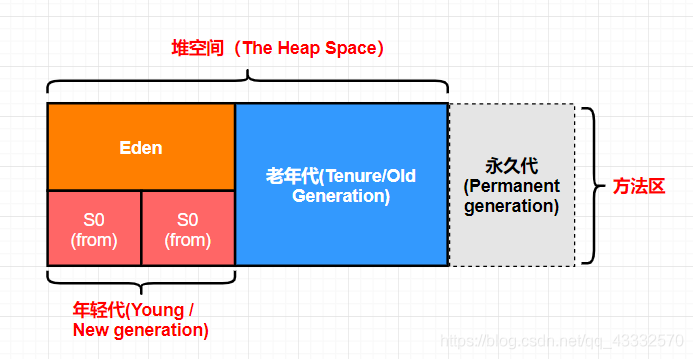 堆空间（The Heap Space）
Eden
S0
(from)
S0
(from)
老年代(Tenure/Old
Generation)
永久代
(Permanent
generation)
方法区
年轻代(Young /
New generation)
https://blog.csdn.net/qq_43332570